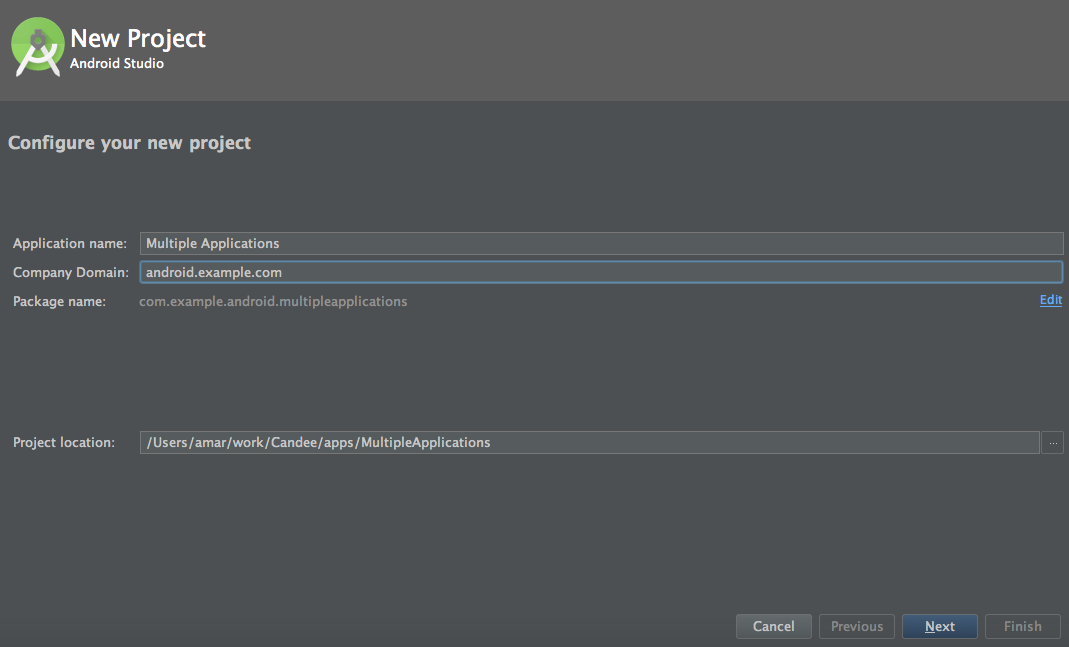 New Project
Android Studio
Configure your new project
Application name: Multiple Applications
Company Domain: android.example.com
Package name: com.example.android.multipleapplications Edit
Project location: /Users/amar/work/Candee/apps/MultipleApplications ...
Cancel Previous Next Finish